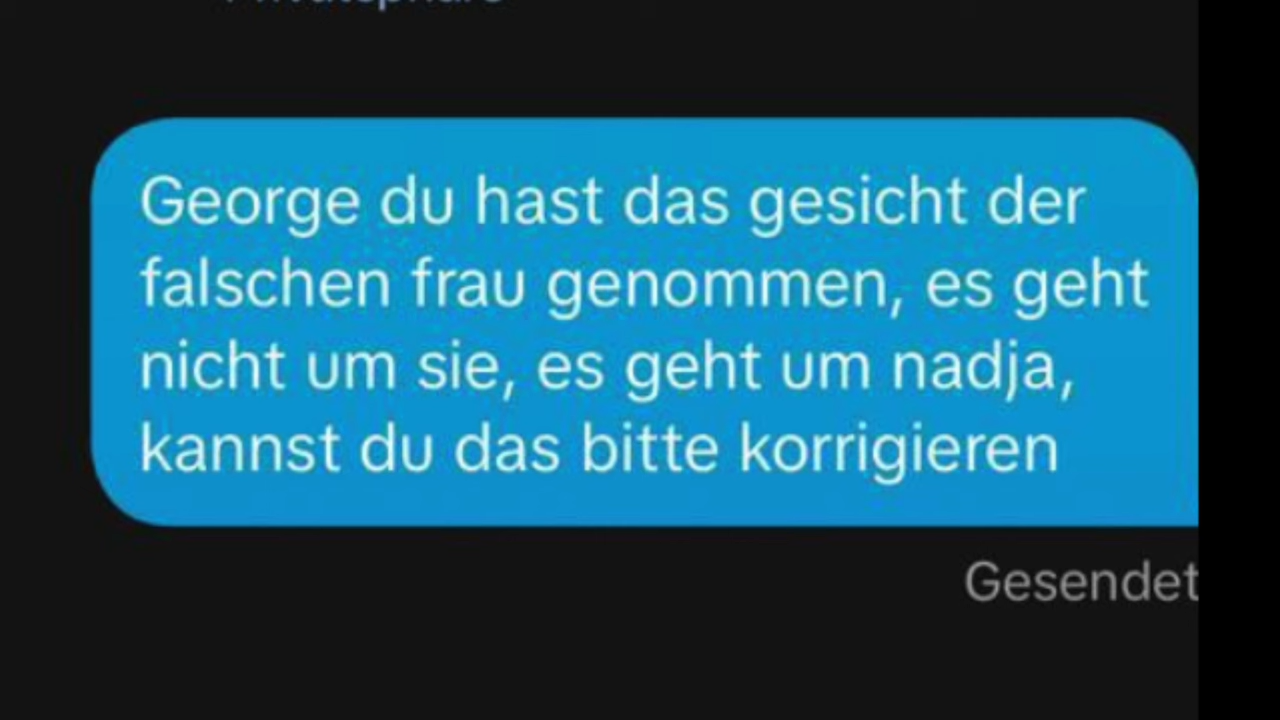 Privatsphäre
George du hast das gesicht der
falschen frau genommen, es geht
nicht um sie, es geht um nadja,
kannst du das bitte korrigieren
Gesendet